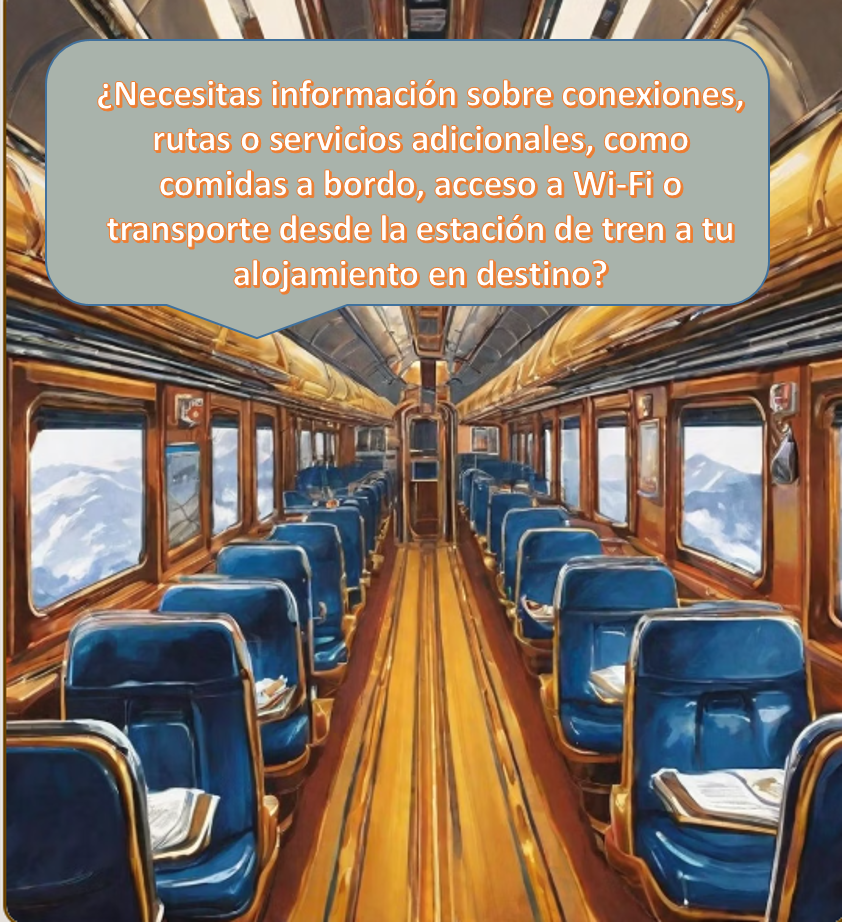 ¿Necesitas información sobre conexiones,
rutas o servicios adicionales, como
comidas a bordo, acceso a Wi-Fi o
transporte desde la estación de tren a tu
alojamiento en destino?